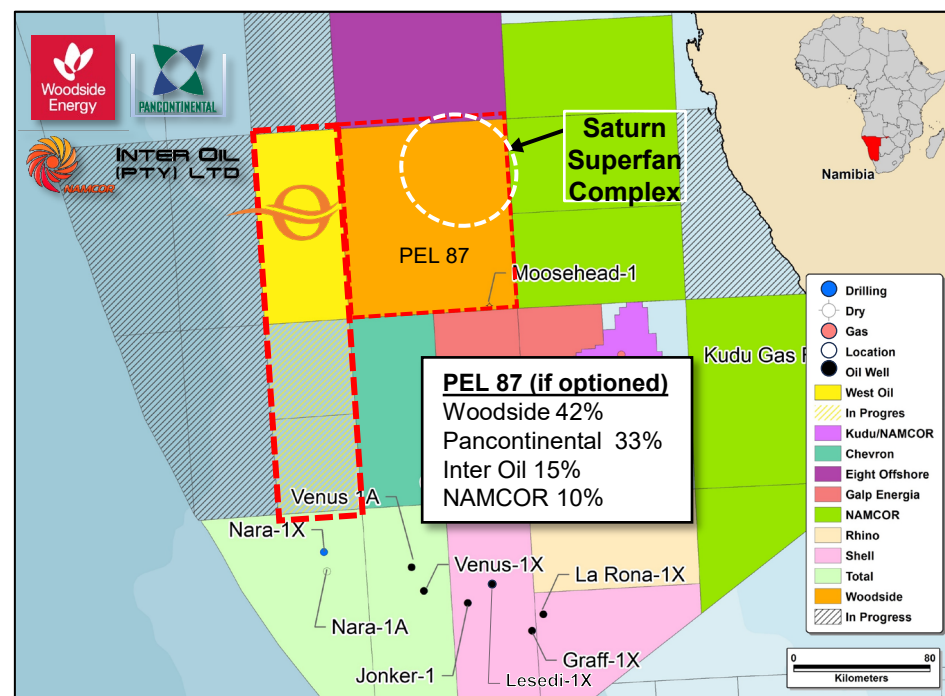 Woodside
Energy
PANCONTINENTAL
INTER OIL
(PTY) LTD
NAMCOR
Saturn
Superfan
Complex
Namibia
PEL 87
Moosehead-1
Kudu Gas F
Drilling
Dry
Gas
Location
Oil Well
West Oil
In Progres
Kudu/NAMCOR
Chevron
Eight Offshore
Galp Energia
NAMCOR
Rhino
Shell
Total
Woodside
In Progress
PEL 87 (if optioned)
Woodside 42%
Pancontinental 33%
Inter Oil 15%
NAMCOR 10%
Venus 1A
Nara-1X
Venus-1X
La Rona-1X
Nara-1A
Graff-1X
Jonker-1
Lesedi-1X
0 80
Kilometers